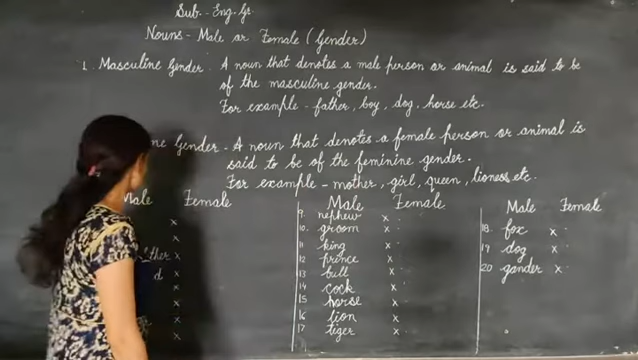 Sub - Eng. Gr.
Nouns - Male or Female (Gender)
1. Masculine Gender - A noun that denotes a male person or animal is said to be
of the masculine gender.
For example - father, boy, dog, horse etc.
ne Gender - A noun that denotes a female person or animal is
said to be of the feminine gender.
For example - mother, girl, queen, lioness etc.
Male Female
x
x
ther x
d x
x
x
x
Male Female
9. nephew x
10. groom x
11 king x
12 prince x
13 bull x
14 cock x
15 horse x
16 lion x
17 tiger x
Male Female
18. fox x
19 dog x
20 gander x